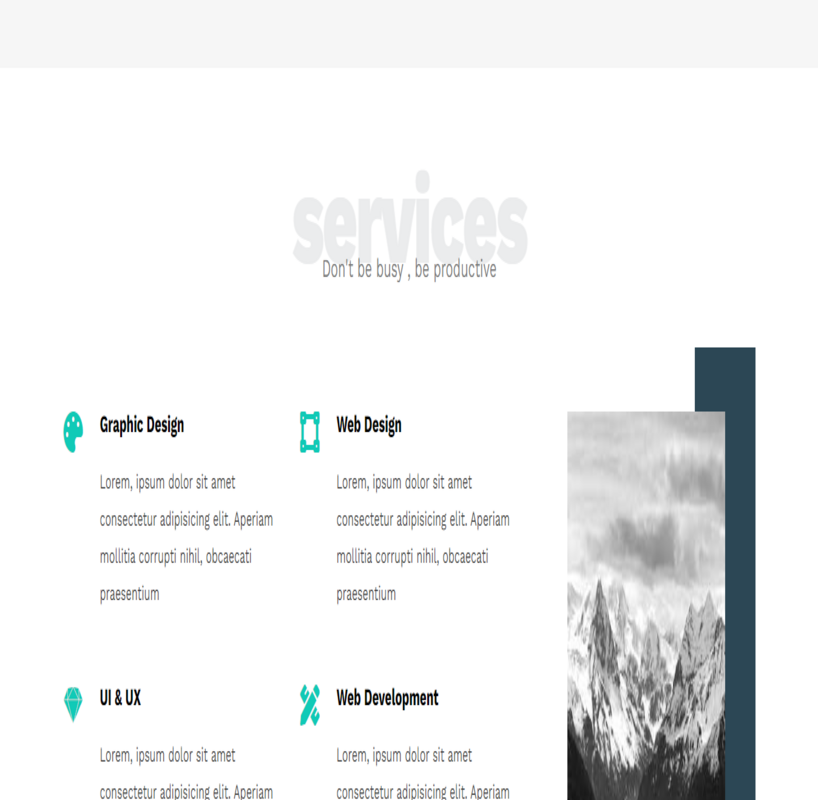 services
Don't be busy , be productive
Graphic Design
Lorem, ipsum dolor sit amet
consectetur adipisicing elit. Aperiam
mollitia corrupti nihil, obcaecati
praesentium
Web Design
Lorem, ipsum dolor sit amet
consectetur adipisicing elit. Aperiam
mollitia corrupti nihil, obcaecati
praesentium
UI & UX
Lorem, ipsum dolor sit amet
consectetur adipisicing elit. Aperiam
Web Development
Lorem, ipsum dolor sit amet
consectetur adipisicing elit. Aperiam